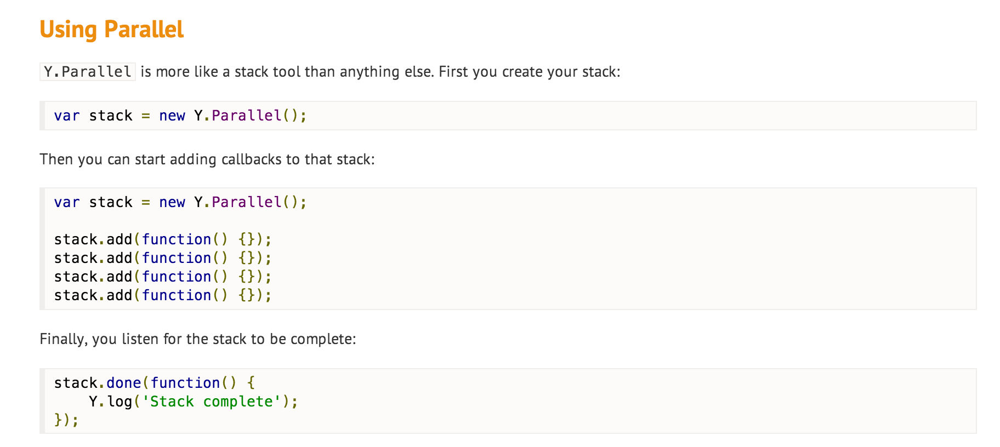 Using Parallel
Y.Parallel is more like a stack tool than anything else. First you create your stack:
var stack = new Y.Parallel();
Then you can start adding callbacks to that stack:
var stack = new Y.Parallel();
stack.add(function() {});
stack.add(function() {});
stack.add(function() {});
stack.add(function() {});
Finally, you listen for the stack to be complete:
stack.done(function() {
    Y.log('Stack complete');
});